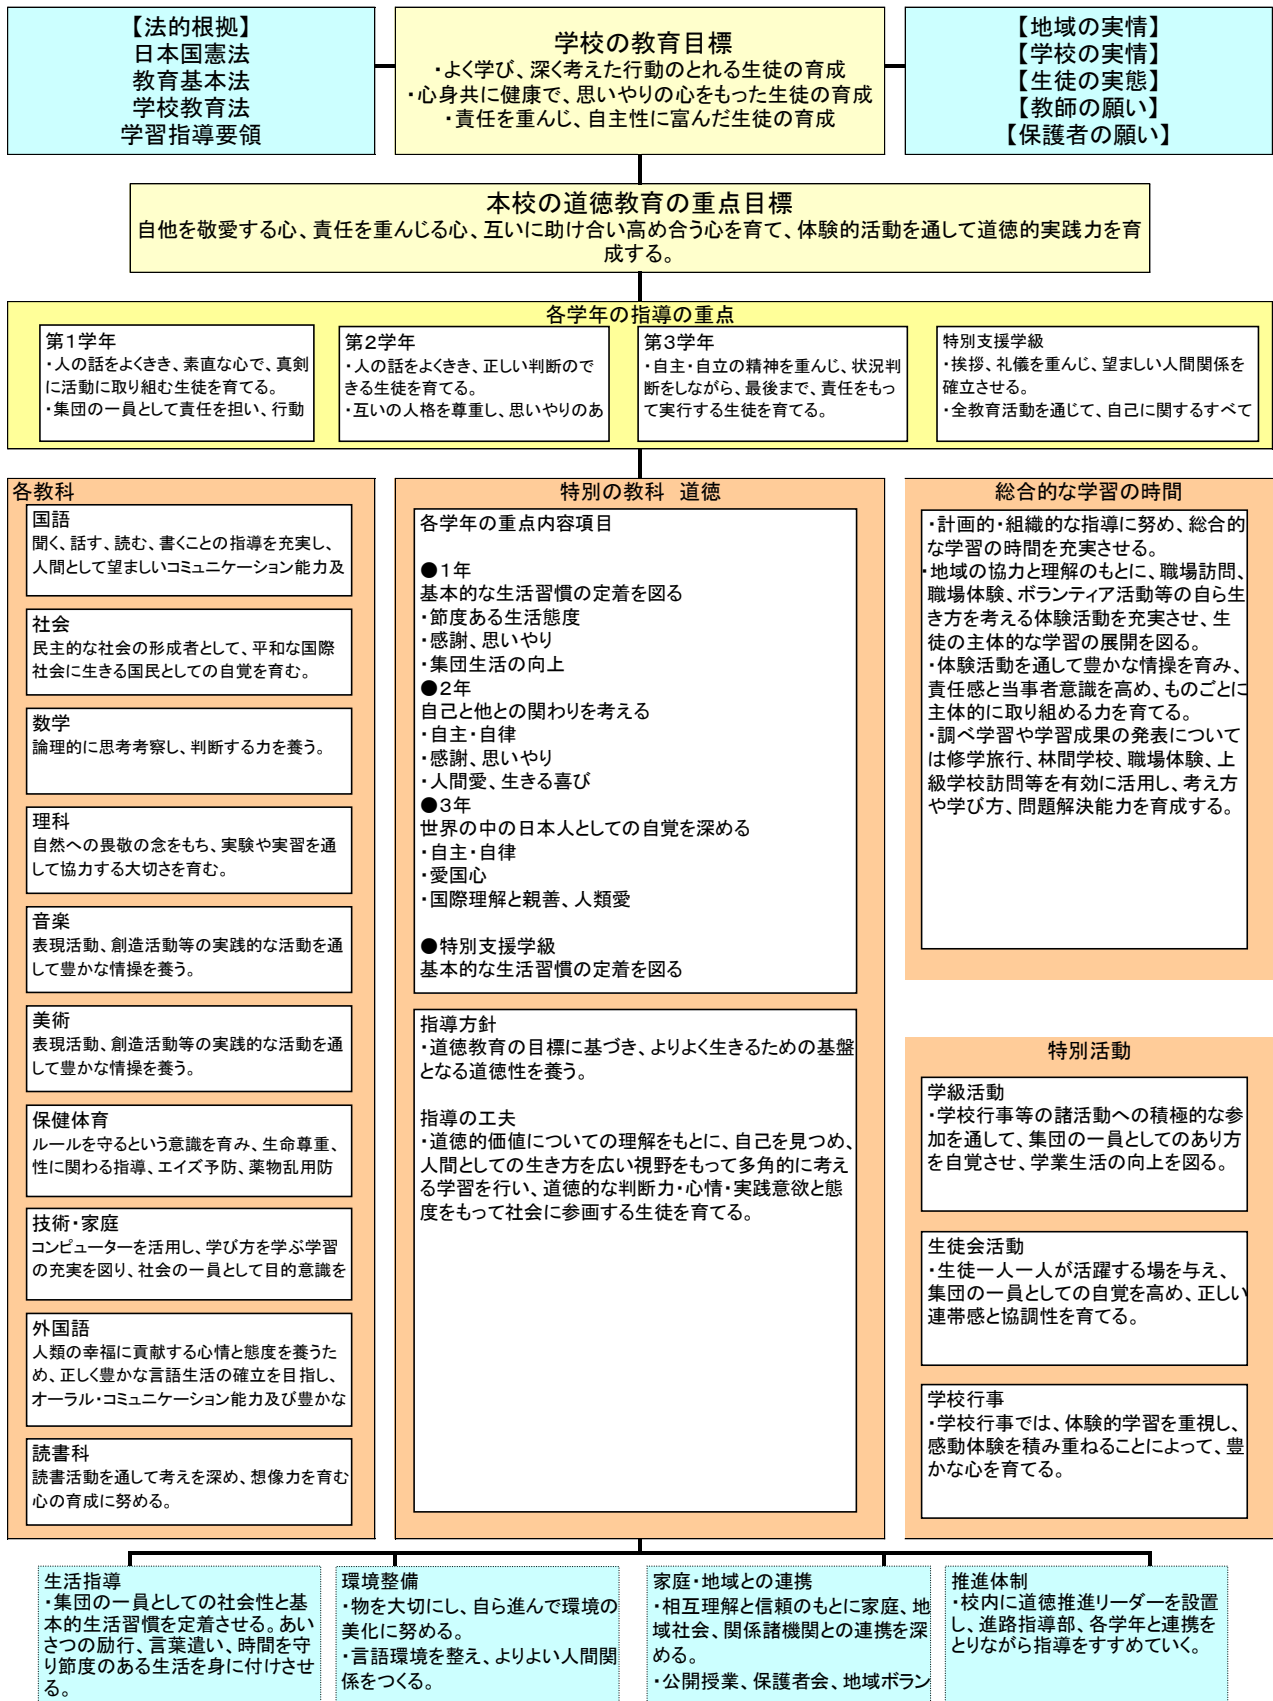 【法的根拠】
日本国憲法
教育基本法
学校教育法
学習指導要領
学校の教育目標
・よく学び、深く考えた行動のとれる生徒の育成
・心身共に健康で、思いやりの心をもった生徒の育成
・責任を重んじ、自主性に富んだ生徒の育成
【地域の実情】
【学校の実情】
【生徒の実態】
【教師の願い】
【保護者の願い】
本校の道徳教育の重点目標
自他を敬愛する心、責任を重んじる心、互いに助け合い高め合う心を育て、体験的活動を通して道徳的実践力を育
成する。
各学年の指導の重点
第1学年
・人の話をよくきき、素直な心で、真剣
に活動に取り組む生徒を育てる。
・集団の一員として責任を担い、行動
第2学年
・人の話をよくきき、正しい判断ので
きる生徒を育てる。
・互いの人格を尊重し、思いやりのあ
第3学年
・自主・自立の精神を重んじ、状況判
断をしながら、最後まで、責任をもっ
て実行する生徒を育てる。
特別支援学級
・挨拶、礼儀を重んじ、望ましい人間関係を
確立させる。
・全教育活動を通じて、自己に関するすべて
各教科
国語
聞く、話す、読む、書くことの指導を充実し、
人間として望ましいコミュニケーション能力及
社会
民主的な社会の形成者として、平和な国際
社会に生きる国民としての自覚を育む。
数学
論理的に思考考察し、判断する力を養う。
理科
自然への畏敬の念をもち、実験や実習を通
して協力する大切さを育む。
音楽
表現活動、創造活動等の実践的な活動を通
して豊かな情操を養う。
美術
表現活動、創造活動等の実践的な活動を通
して豊かな情操を養う。
保健体育
ルールを守るという意識を育み、生命尊重、
性に関わる指導、エイズ予防、薬物乱用防
技術・家庭
コンピューターを活用し、学び方を学ぶ学習
の充実を図り、社会の一員として目的意識を
外国語
人類の幸福に貢献する心情と態度を養うた
め、正しく豊かな言語生活の確立を目指し、
オーラル・コミュニケーション能力及び豊かな
読書科
読書活動を通して考えを深め、想像力を育む
心の育成に努める。
特別の教科 道徳
各学年の重点内容項目
●1年
基本的な生活習慣の定着を図る
・節度ある生活態度
・感謝、思いやり
・集団生活の向上
●2年
自己と他との関わりを考える
・自主・自律
・感謝、思いやり
・人間愛、生きる喜び
●3年
世界の中の日本人としての自覚を深める
・自主・自律
・愛国心
・国際理解と親善、人類愛
●特別支援学級
基本的な生活習慣の定着を図る
指導方針
・道徳教育の目標に基づき、よりよく生きるための基盤
となる道徳性を養う。
指導の工夫
・道徳的価値についての理解をもとに、自己を見つめ、
人間としての生き方を広い視野をもって多角的に考え
る学習を行い、道徳的な判断力・心情・実践意欲と態
度をもって社会に参画する生徒を育てる。
総合的な学習の時間
・計画的・組織的な指導に努め、総合的
な学習の時間を充実させる。
・地域の協力と理解のもとに、職場訪問、
職場体験、ボランティア活動等の自ら生
き方を考える体験活動を充実させ、生
徒の主体的な学習の展開を図る。
・体験活動を通して豊かな情操を育み、
責任感と当事者意識を高め、ものごとに
主体的に取り組める力を育てる。
・調べ学習や学習成果の発表について
は修学旅行、林間学校、職場体験、上
級学校訪問等を有効に活用し、考え方
や学び方、問題解決能力を育成する。
特別活動
学級活動
・学校行事等の諸活動への積極的な参
加を通して、集団の一員としてのあり方
を自覚させ、学業生活の向上を図る。
生徒会活動
・生徒一人一人が活躍する場を与え、
集団の一員としての自覚を高め、正しい
連帯感と協調性を育てる。
学校行事
・学校行事では、体験的学習を重視し、
感動体験を積み重ねることによって、豊
かな心を育てる。
生活指導
・集団の一員としての社会性と基
本的生活習慣を定着させる。あい
さつの励行、言葉遣い、時間を守
り節度のある生活を身に付けさせ
る。
環境整備
・物を大切にし、自ら進んで環境の
美化に努める。
・言語環境を整え、よりよい人間関
係をつくる。
家庭・地域との連携
・相互理解と信頼のもとに家庭、地
域社会、関係諸機関との連携を深
める。
・公開授業、保護者会、地域ボラン
推進体制
・校内に道徳推進リーダーを設置
し、進路指導部、各学年と連携を
とりながら指導をすすめていく。